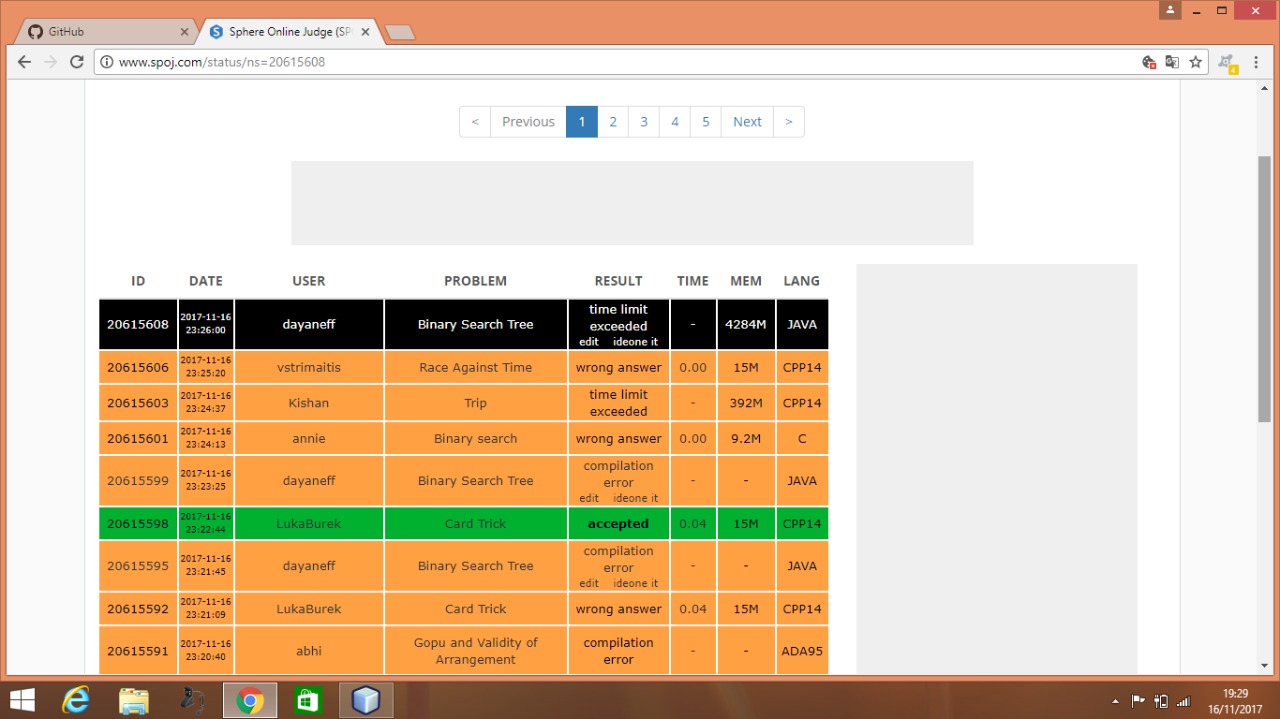 GitHub
Sphere Online Judge (SP
www.spoj.com/status/ns=20615608
4
< Previous 1 2 3 4 5 Next >
ID DATE USER PROBLEM RESULT TIME MEM LANG
20615608 2017-11-16 23:26:00 dayaneff Binary Search Tree time limit exceeded edit ideone it - 4284M JAVA
20615606 2017-11-16 23:25:20 vstrimaitis Race Against Time wrong answer 0.00 15M CPP14
20615603 2017-11-16 23:24:37 Kishan Trip time limit exceeded - 392M CPP14
20615601 2017-11-16 23:24:13 annie Binary search wrong answer 0.00 9.2M C
20615599 2017-11-16 23:23:25 dayaneff Binary Search Tree compilation error edit ideone it - - JAVA
20615598 2017-11-16 23:22:44 LukaBurek Card Trick accepted 0.04 15M CPP14
20615595 2017-11-16 23:21:45 dayaneff Binary Search Tree compilation error edit ideone it - - JAVA
20615592 2017-11-16 23:21:09 LukaBurek Card Trick wrong answer 0.04 15M CPP14
20615591 2017-11-16 23:20:40 abhi Gopu and Validity of Arrangement compilation error - - ADA95
19:29
16/11/2017